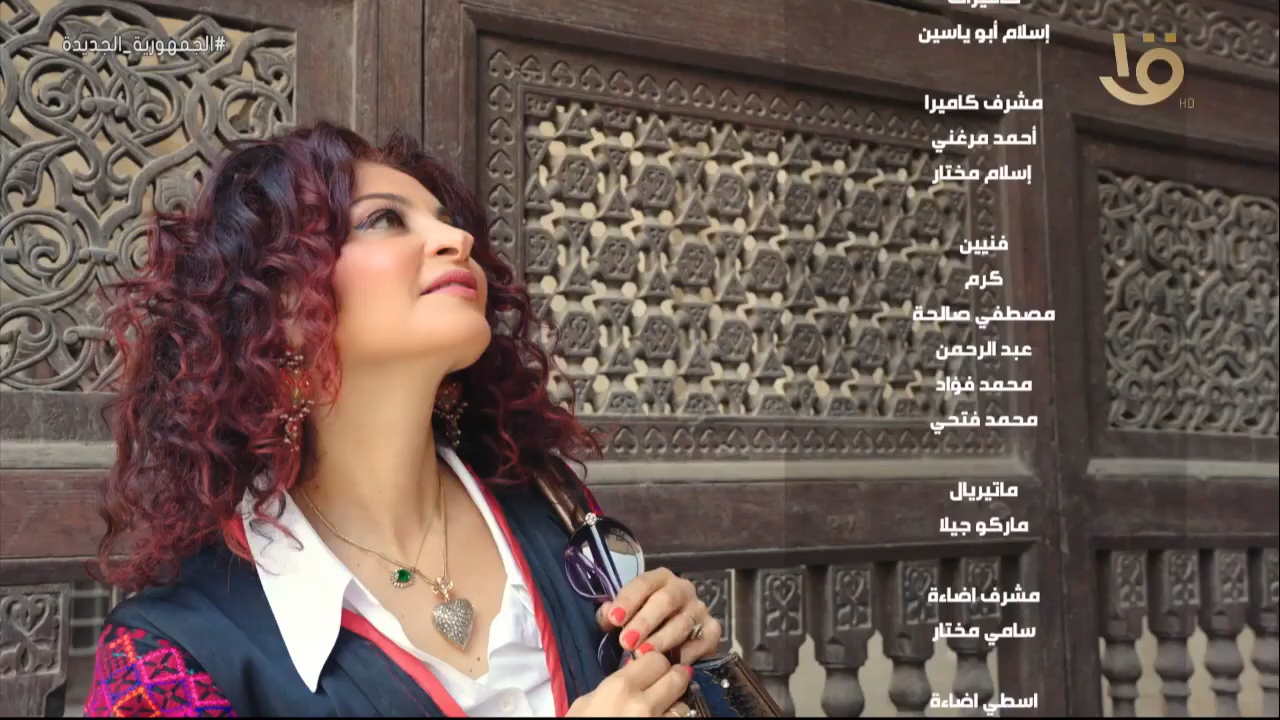 #الجمهورية_الجديدة
كاميرات
إسلام أبو ياسين
مشرف كاميرا
أحمد مرغني
إسلام مختار
فنيين
كرم
مصطفي صالحة
عبد الرحمن
محمد فؤاد
محمد فتحي
ماتيريال
ماركو جيلا
مشرف اضاءة
سامي مختار
اسطي اضاءة
HD